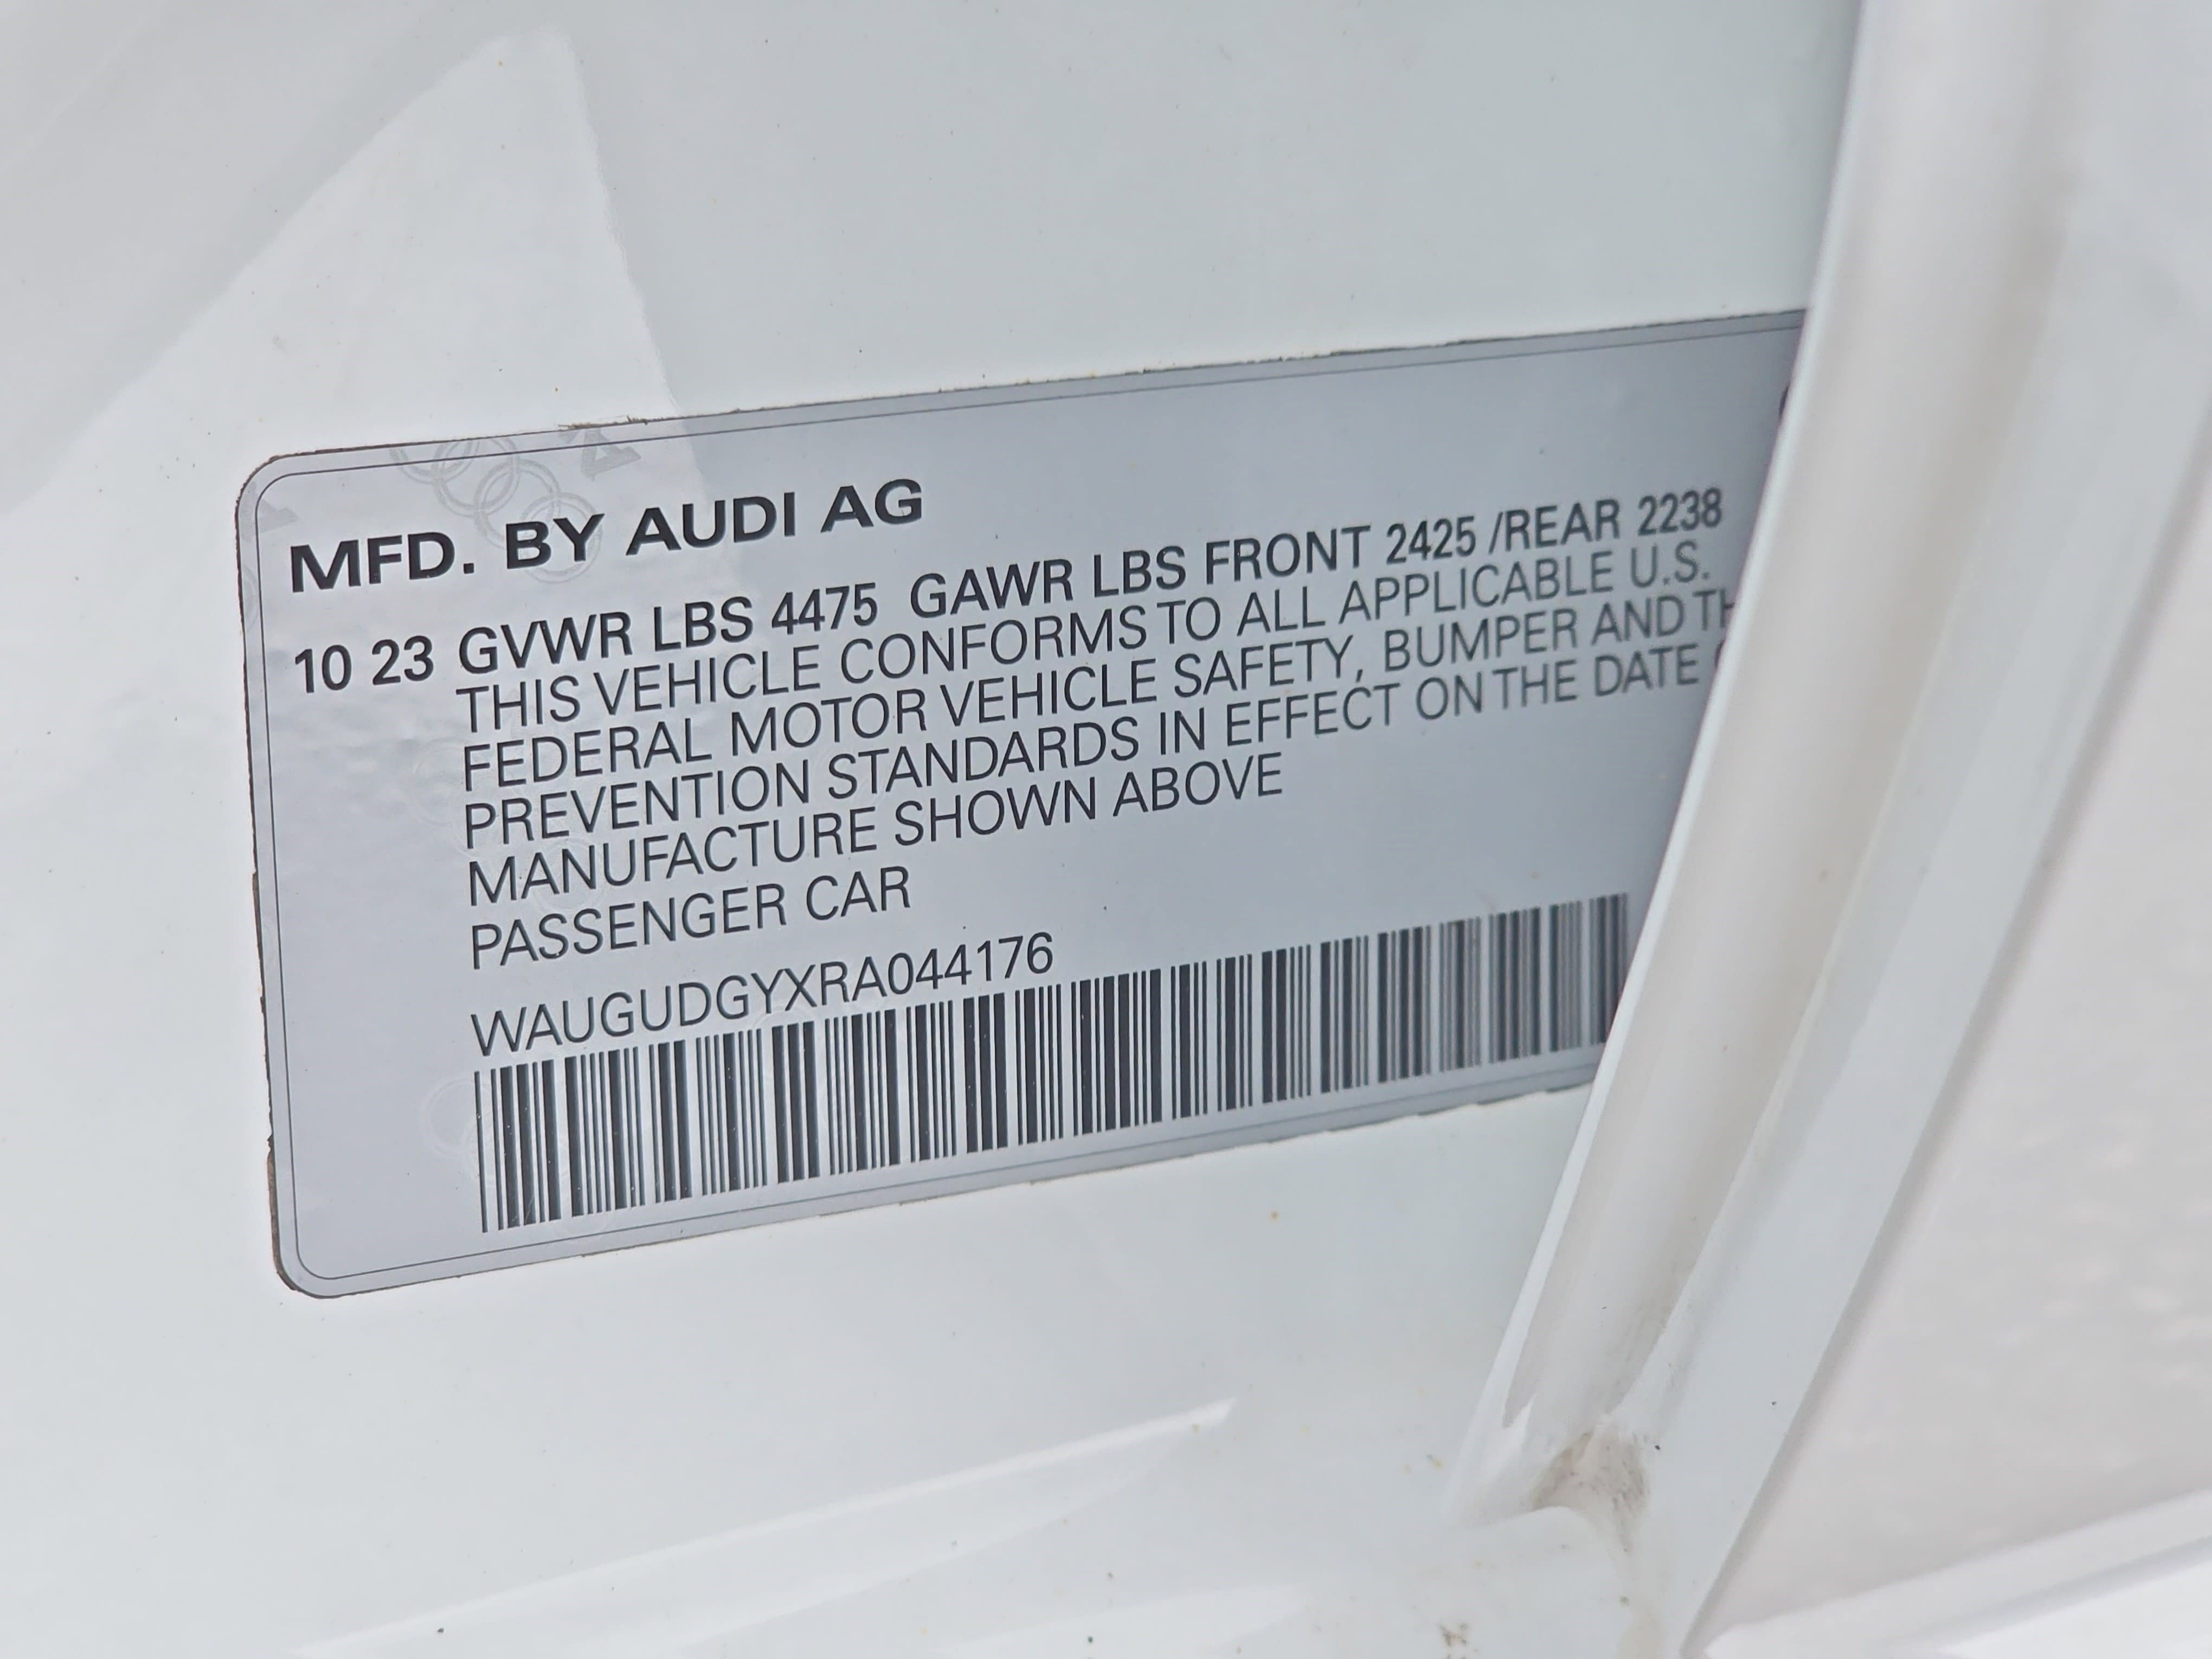 MFD. BY AUDI AG
10 23 GVWR LBS 4475 GAWR LBS FRONT 2425 /REAR 2238
THIS VEHICLE CONFORMS TO ALL APPLICABLE U.S.
FEDERAL MOTOR VEHICLE SAFETY, BUMPER AND
PREVENTION STANDARDS IN EFFECT ON THE DATE
MANUFACTURE SHOWN ABOVE
PASSENGER CAR
WAUGUDGYXRA044176